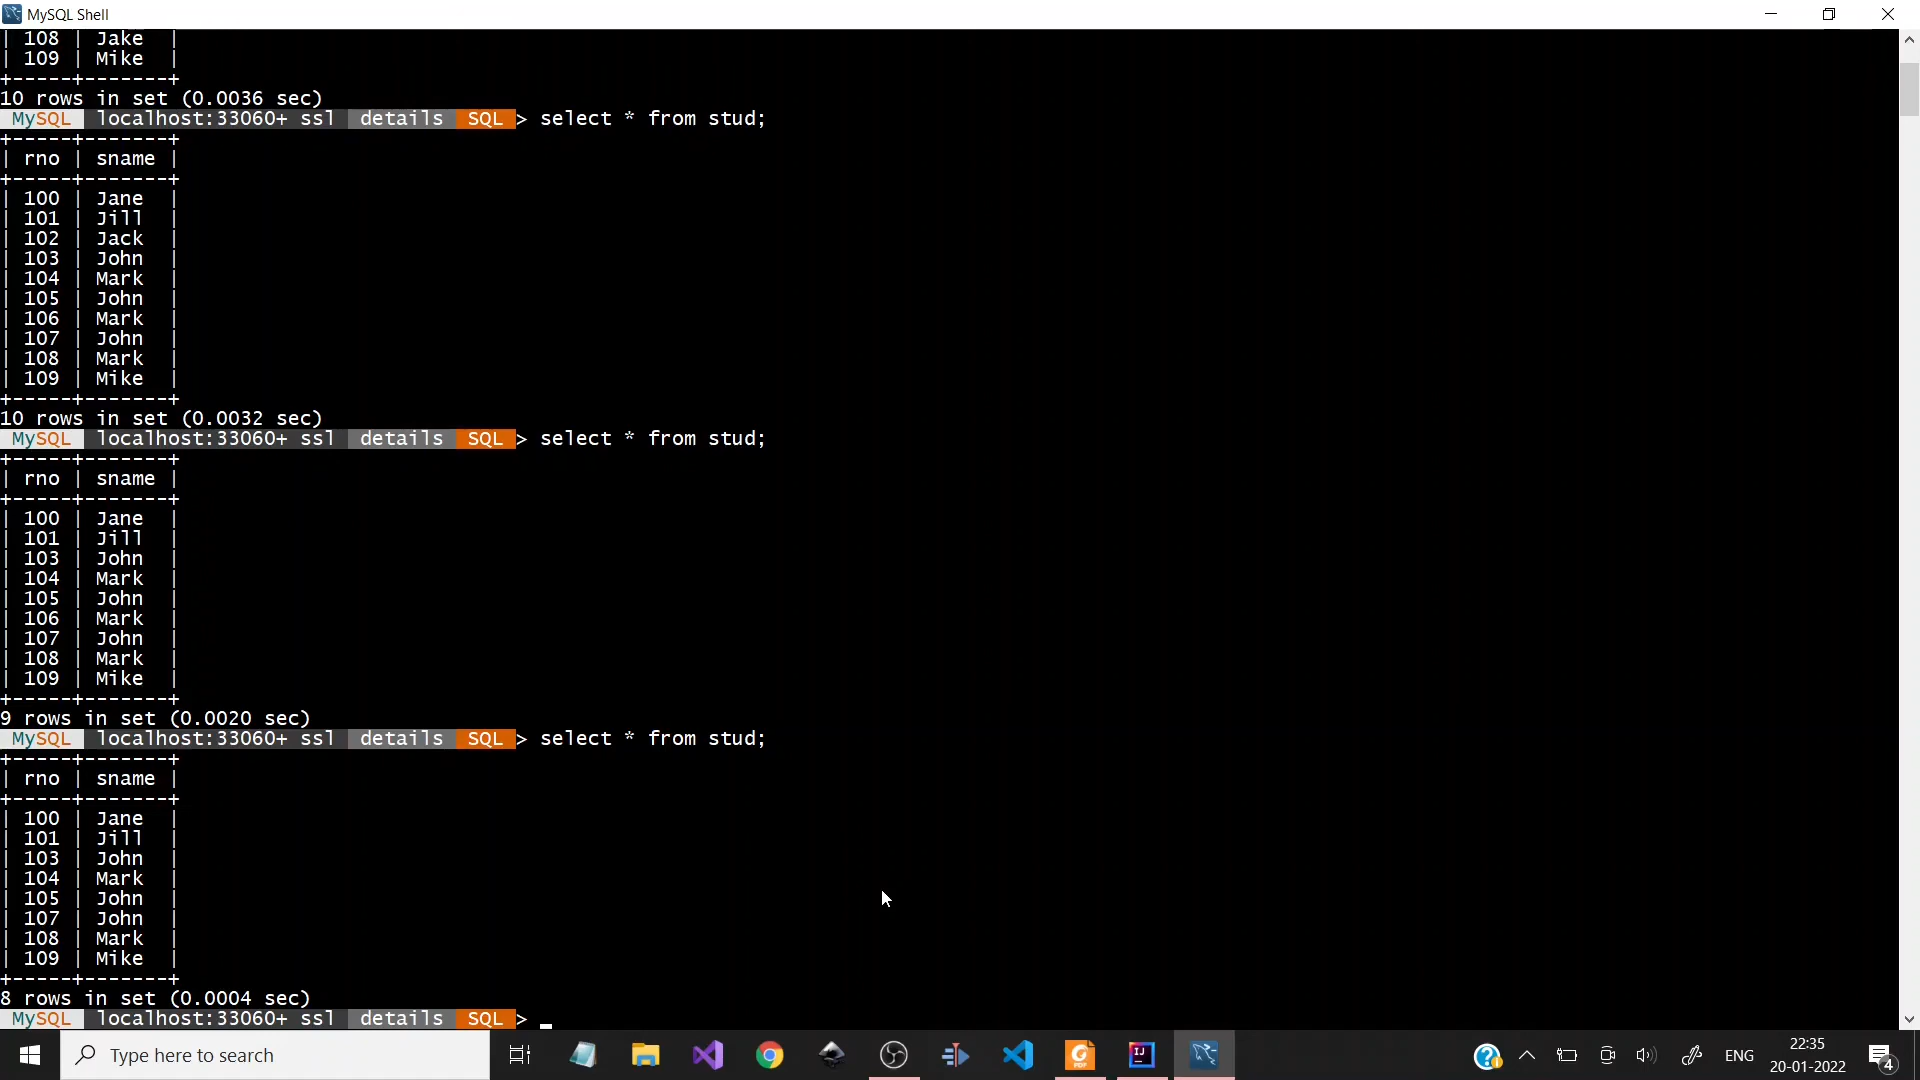 MySQL Shell
| 108 | Jake  |
| 109 | Mike  |
+-----+-------+
10 rows in set (0.0036 sec)
MySQL localhost:33060+ ssl details SQL > select * from stud;
+-----+-------+
| rno | sname |
+-----+-------+
| 100 | Jane  |
| 101 | Jill  |
| 102 | Jack  |
| 103 | John  |
| 104 | Mark  |
| 105 | John  |
| 106 | Mark  |
| 107 | John  |
| 108 | Mark  |
| 109 | Mike  |
+-----+-------+
10 rows in set (0.0032 sec)
MySQL localhost:33060+ ssl details SQL > select * from stud;
+-----+-------+
| rno | sname |
+-----+-------+
| 100 | Jane  |
| 101 | Jill  |
| 103 | John  |
| 104 | Mark  |
| 105 | John  |
| 106 | Mark  |
| 107 | John  |
| 108 | Mark  |
| 109 | Mike  |
+-----+-------+
9 rows in set (0.0020 sec)
MySQL localhost:33060+ ssl details SQL > select * from stud;
+-----+-------+
| rno | sname |
+-----+-------+
| 100 | Jane  |
| 101 | Jill  |
| 103 | John  |
| 104 | Mark  |
| 105 | John  |
| 107 | John  |
| 108 | Mark  |
| 109 | Mike  |
+-----+-------+
8 rows in set (0.0004 sec)
MySQL localhost:33060+ ssl details SQL >
Type here to search
PDF
IJ
ENG
22:35
20-01-2022
4